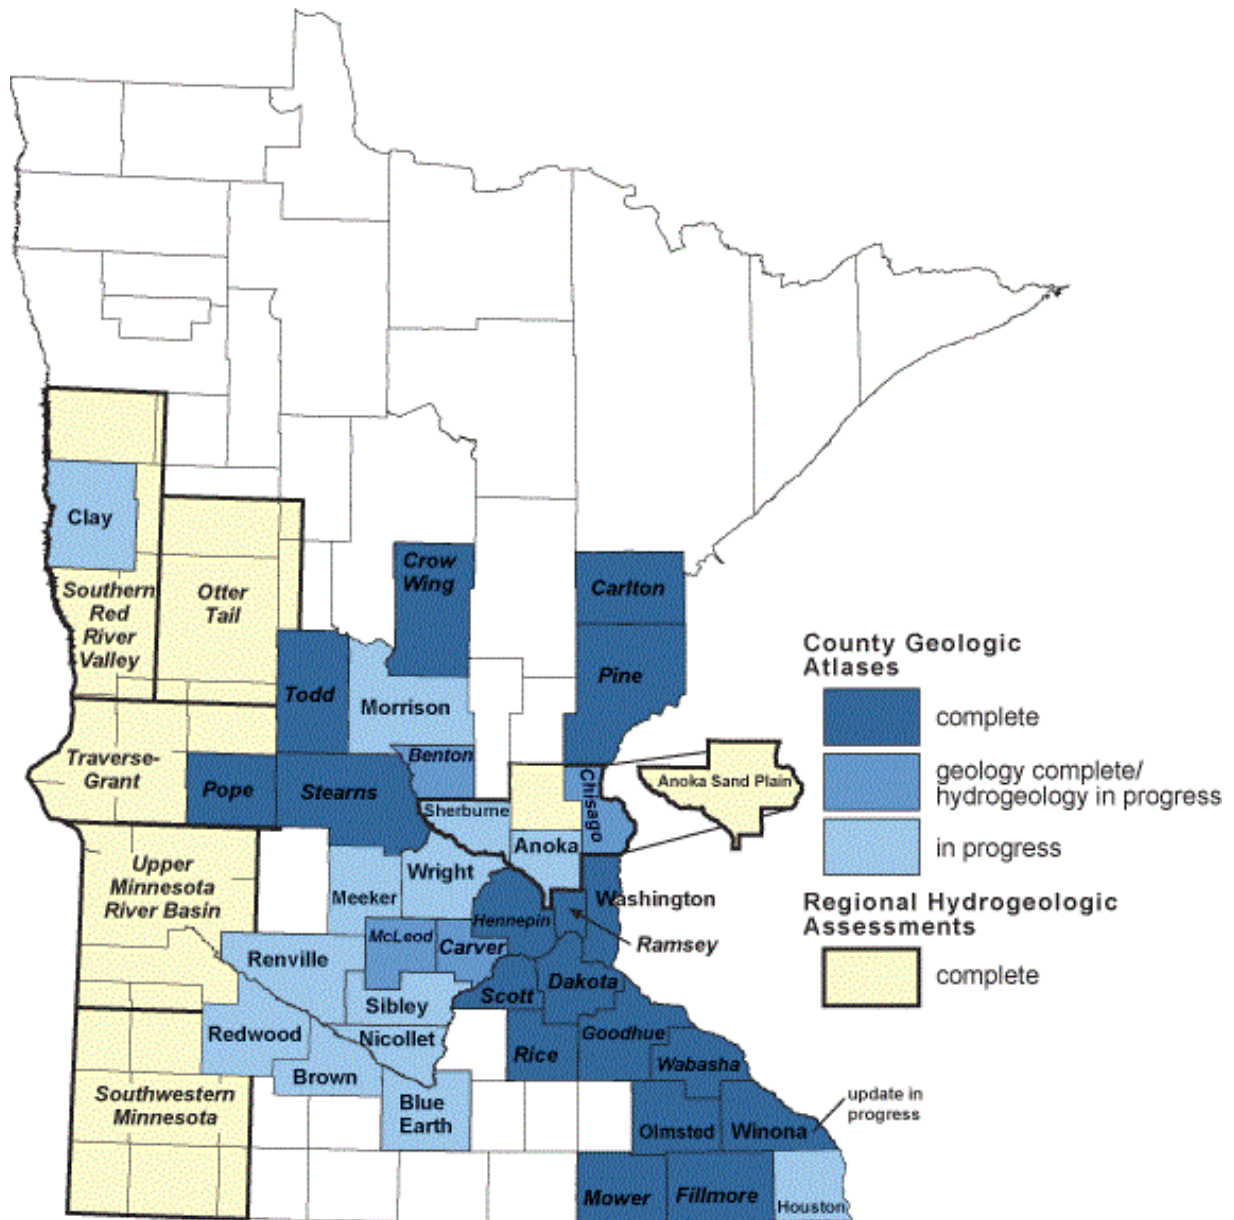 Clay
Southern
Red
River
Valley
Otter
Tail
Crow
Wing
Carlton
Pine
Todd
Morrison
Benton
Traverse-
Grant
Pope
Stearns
Sherburne
Chisago
Anoka Sand Plain
Anoka
Upper
Minnesota
River Basin
Wright
Meeker
Washington
Hennepin
Ramsey
McLeod
Carver
Renville
Sibley
Scott
Dakota
Redwood
Nicollet
Rice
Goodhue
Wabasha
Brown
Southwestern
Minnesota
Blue
Earth
Olmsted
Winona
update in
progress
Mower
Fillmore
Houston
County Geologic
Atlases
complete
geology complete/
hydrogeology in progress
in progress
Regional Hydrogeologic
Assessments
complete